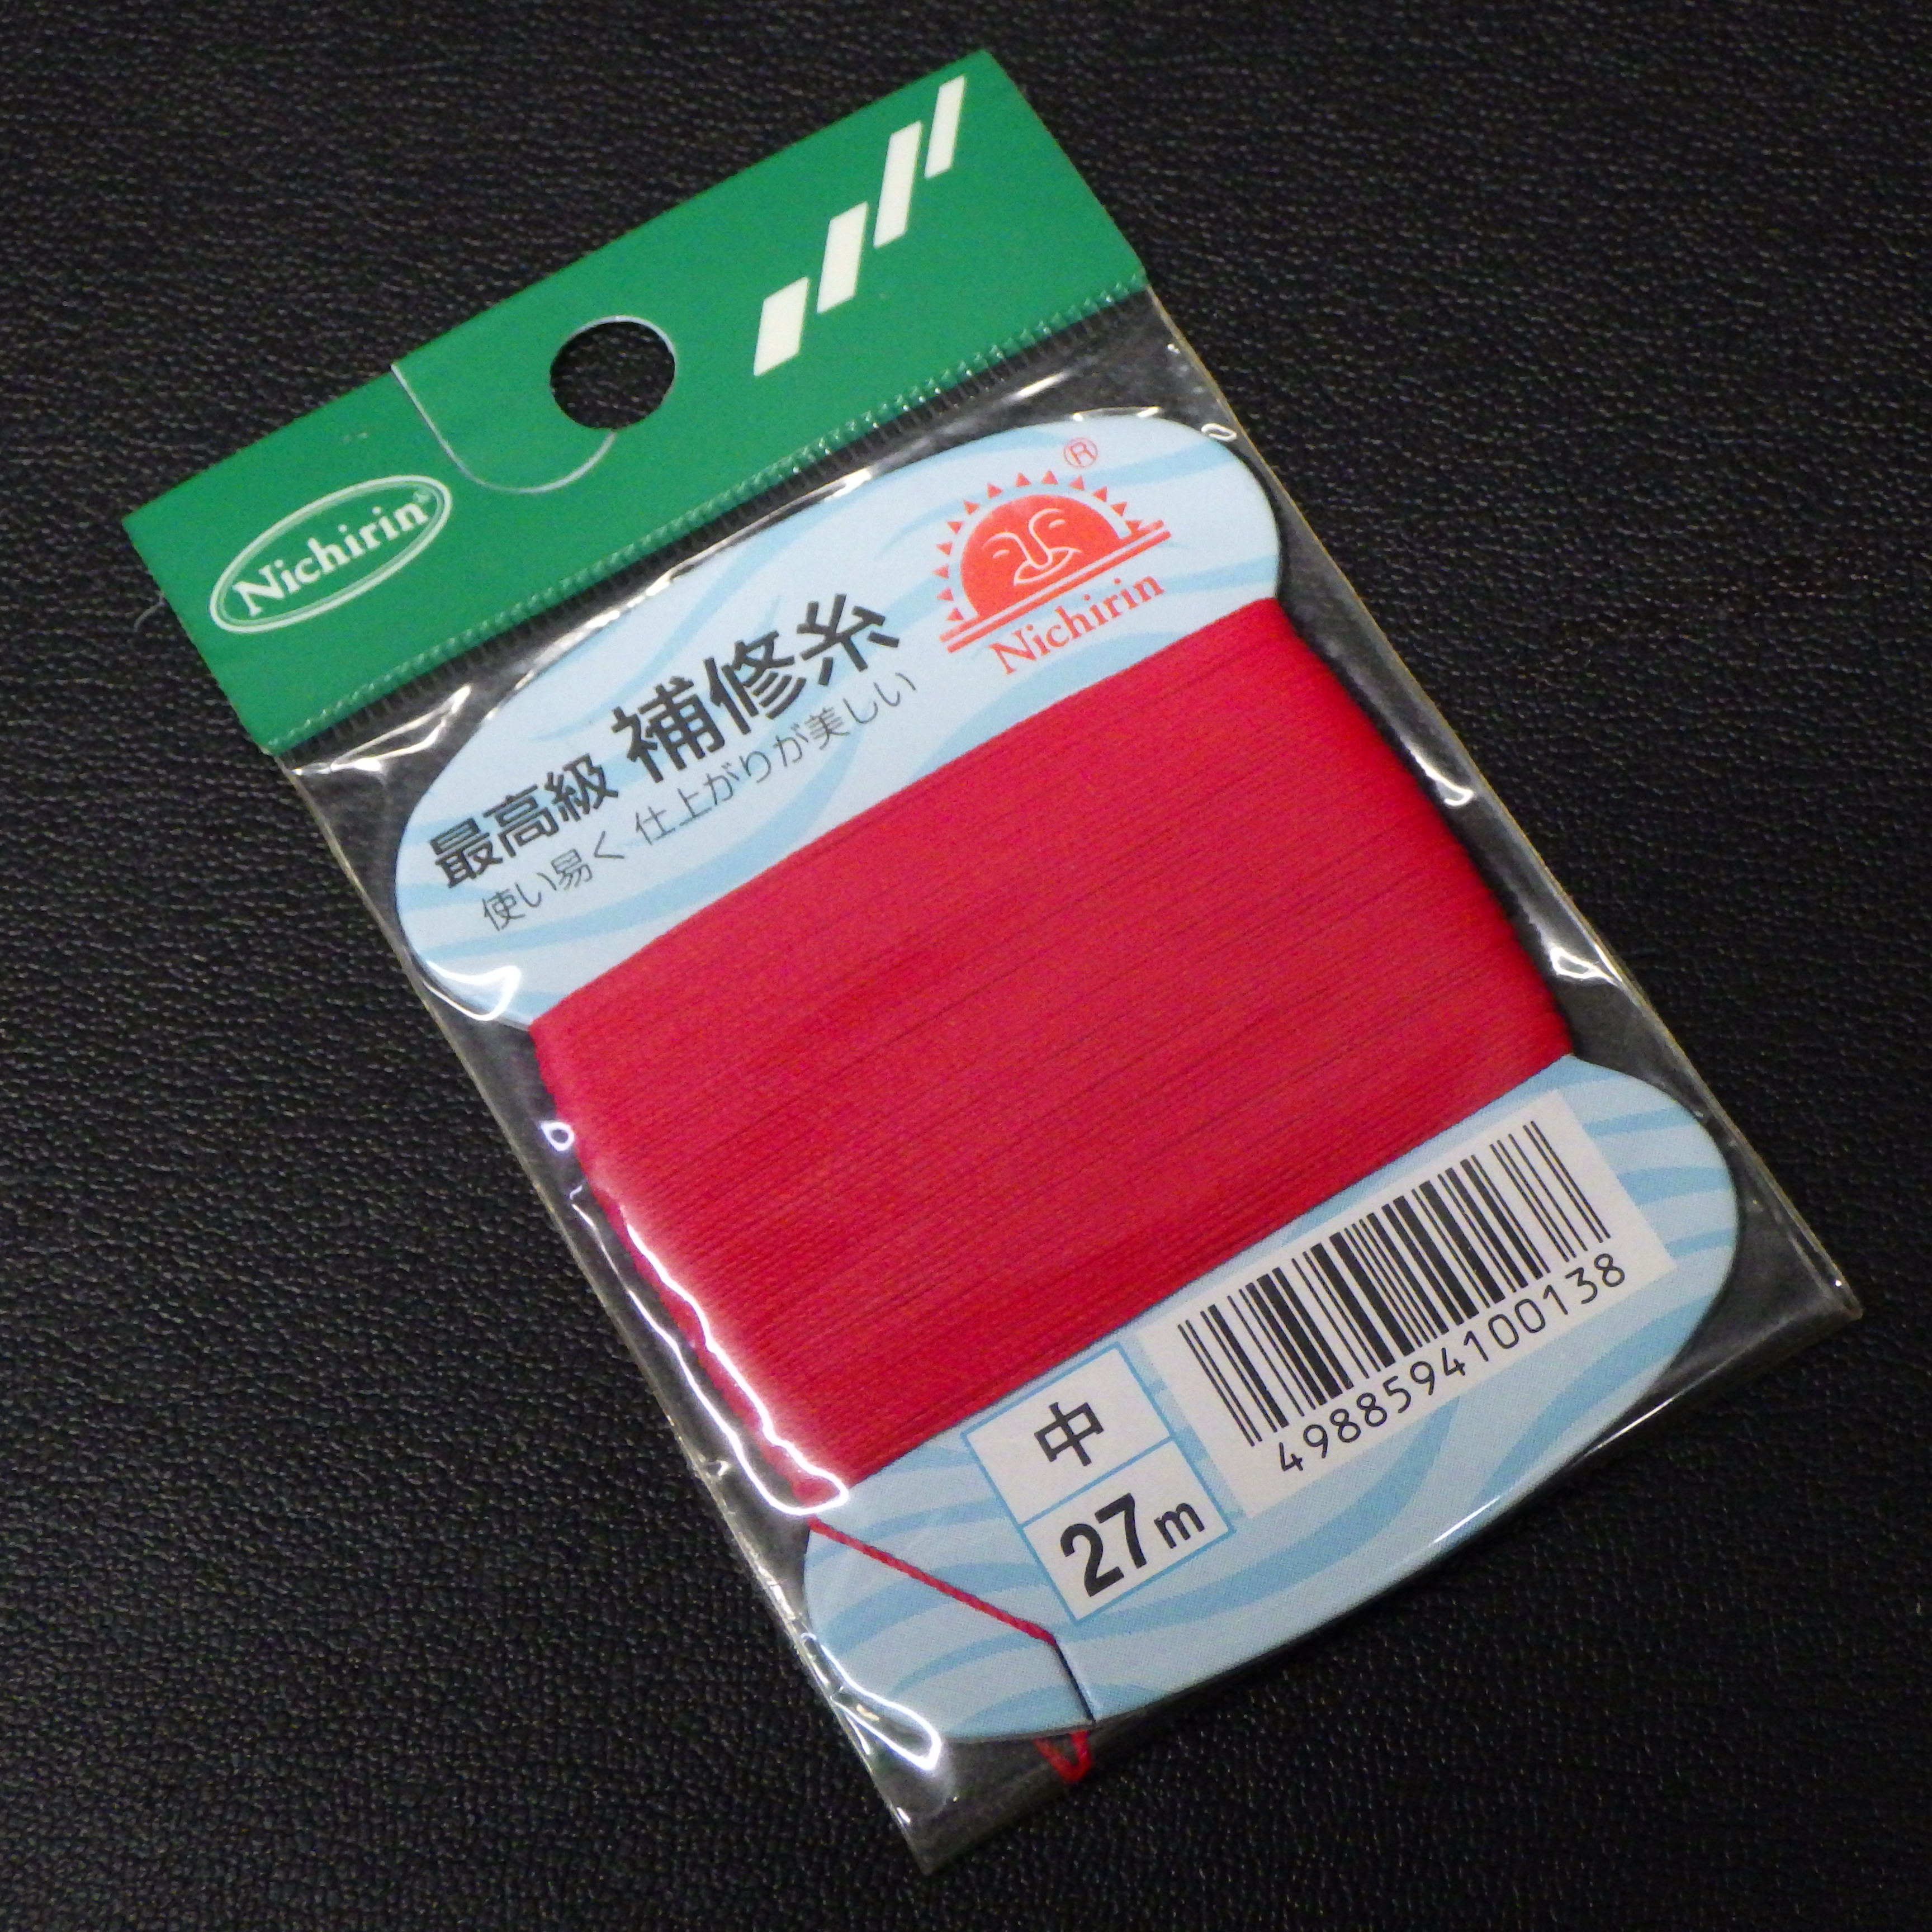 Nichirin®
®
Nichirin
最高級 補修糸
使い易く 仕上がりが美しい
4988594100138
中
27m